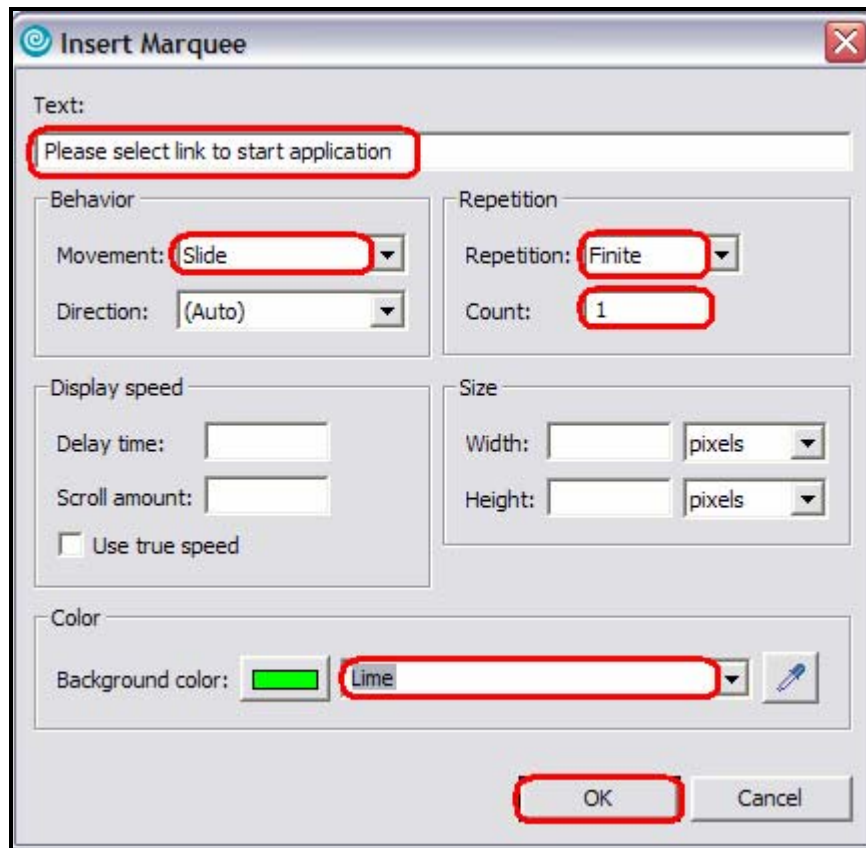 Insert Marquee
Text:
Please select link to start application
Behavior
Movement: Slide
Direction: (Auto)
Repetition
Repetition: Finite
Count: 1
Display speed
Delay time:
Scroll amount:
Use true speed
Size
Width: pixels
Height: pixels
Color
Background color: Lime
OK Cancel